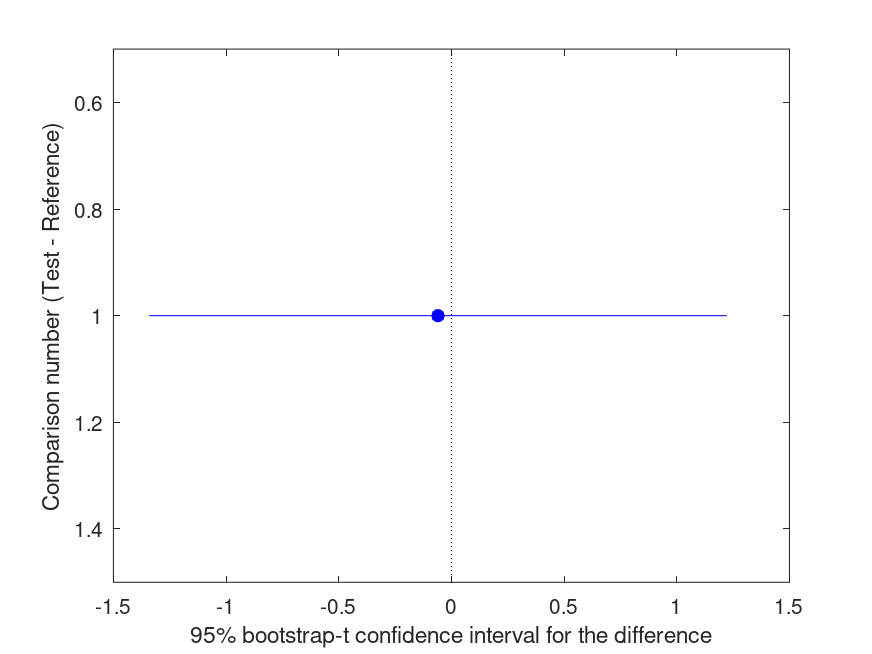 Comparison number (Test - Reference)
0.6
0.8
1
1.2
1.4
-1.5 -1 -0.5 0 0.5 1 1.5
95% bootstrap-t confidence interval for the difference